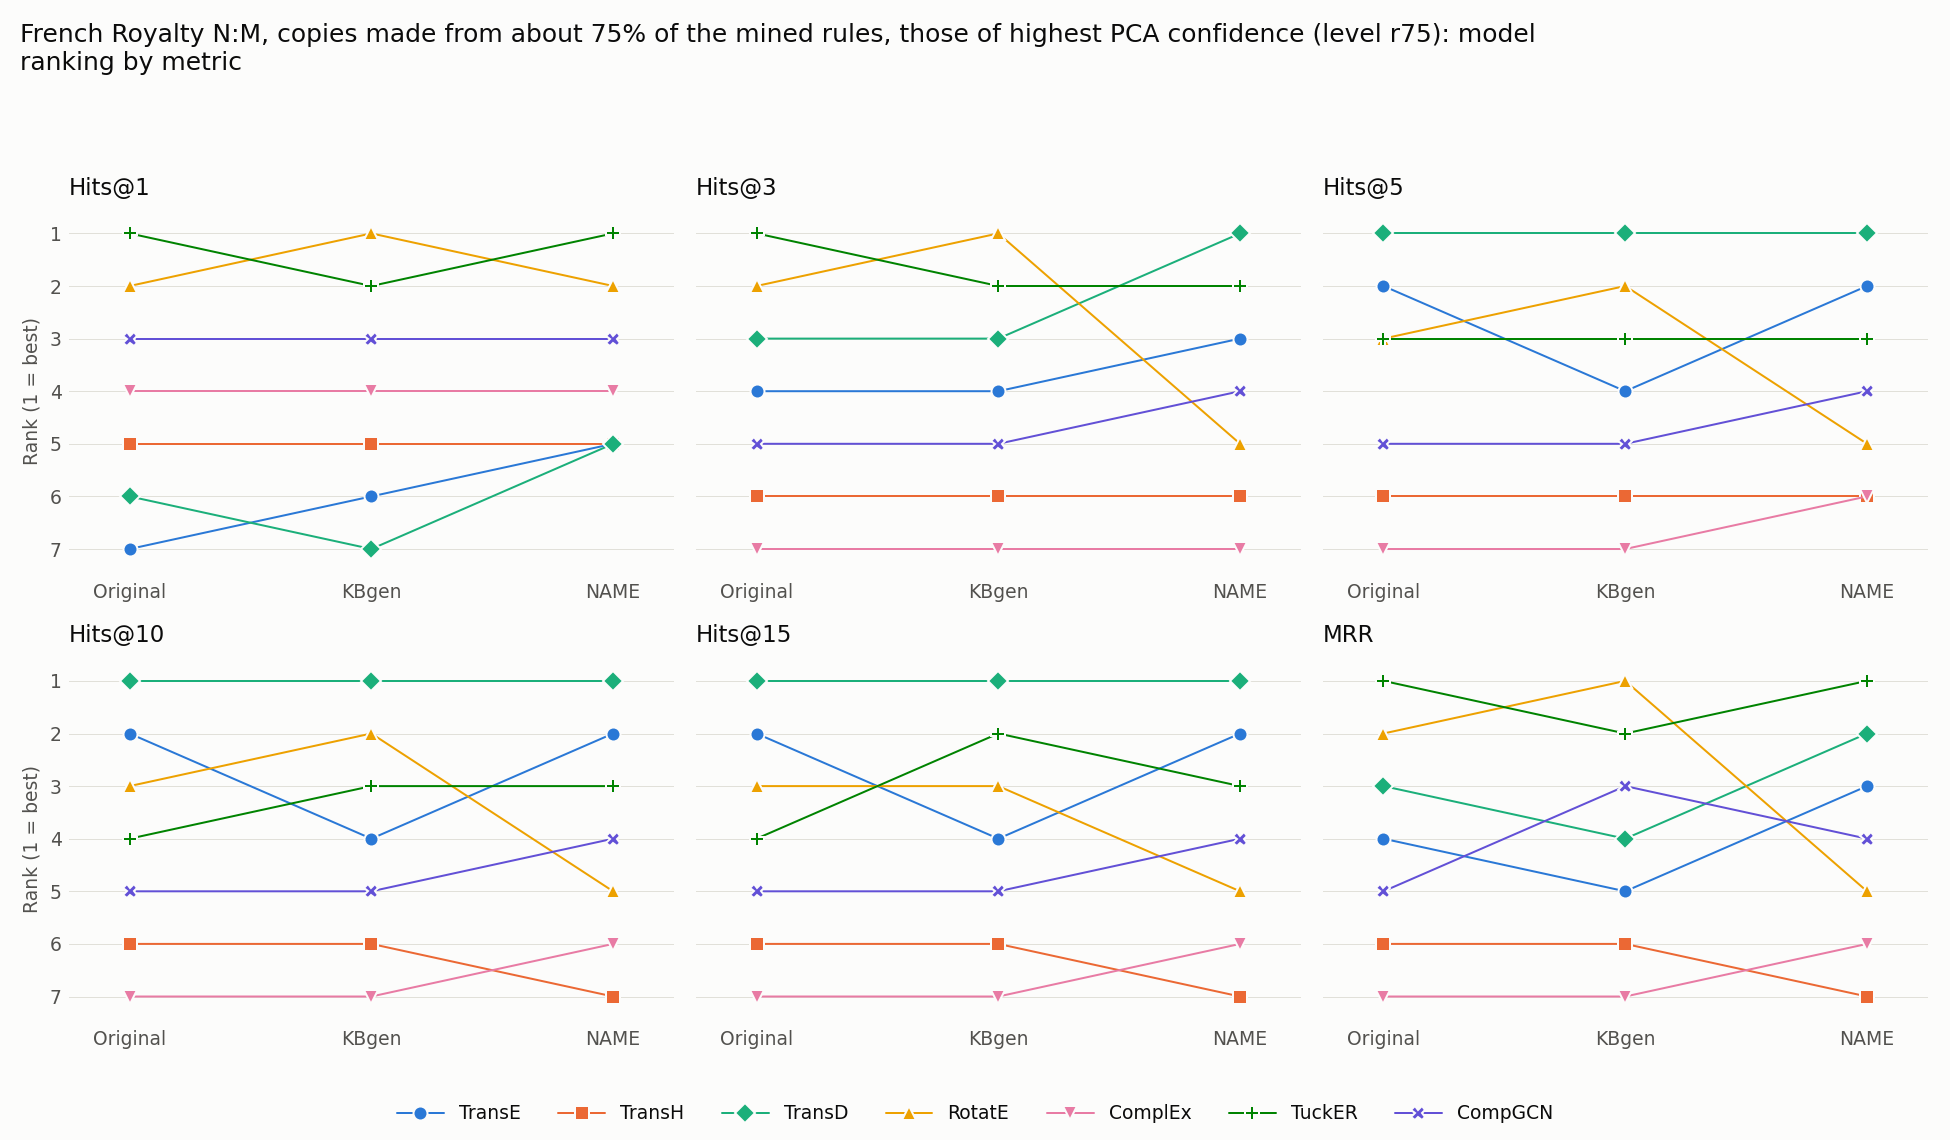 French Royalty N:M, copies made from about 75% of the mined rules, those of highest PCA confidence (level r75): model
ranking by metric
Hits@1
Hits@3
Hits@5
Rank (1 = best)
1
2
3
4
5
6
7
Original
KBgen
NAME
Original
KBgen
NAME
Original
KBgen
NAME
Hits@10
Hits@15
MRR
Rank (1 = best)
1
2
3
4
5
6
7
Original
KBgen
NAME
Original
KBgen
NAME
Original
KBgen
NAME
TransE
TransH
TransD
RotatE
ComplEx
TuckER
CompGCN